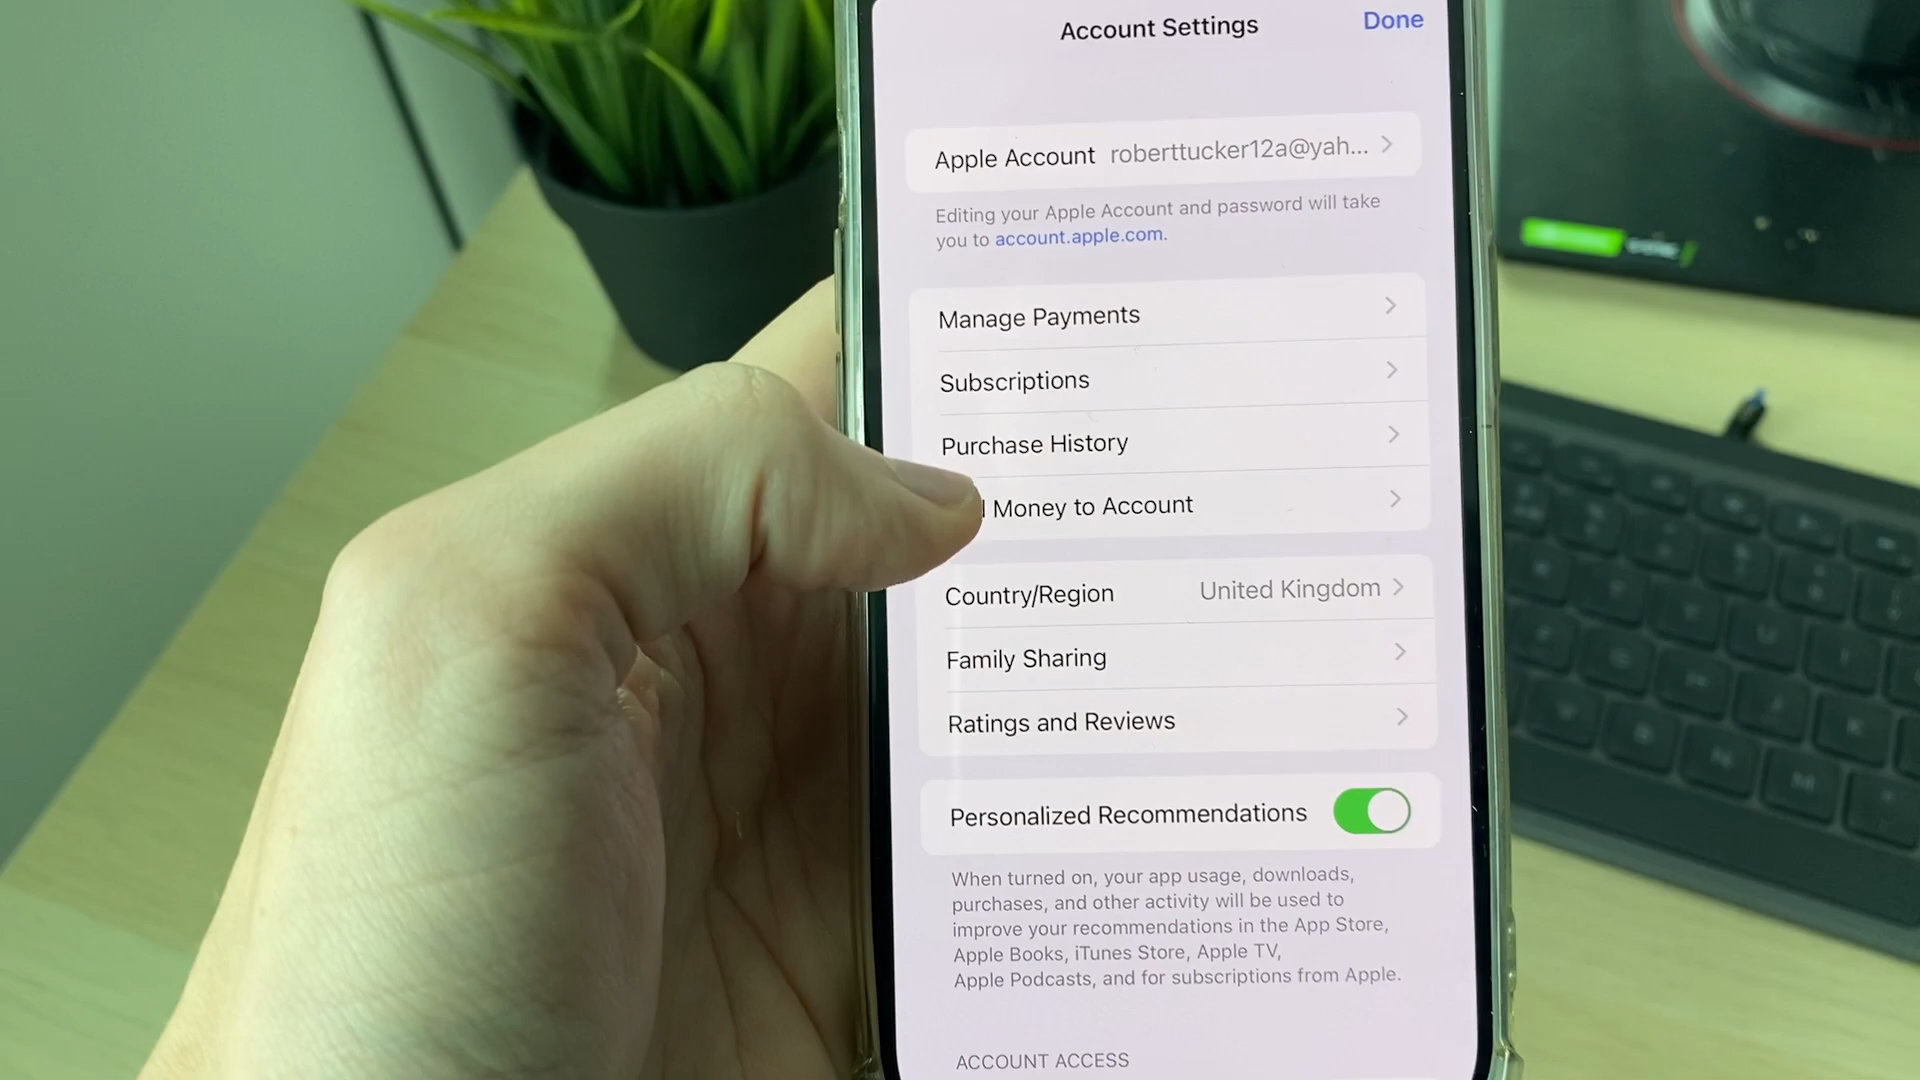 Account Settings
Done
Apple Account roberttucker12a@yah...
Editing your Apple Account and password will take
you to account.apple.com.
Manage Payments
Subscriptions
Purchase History
Money to Account
Country/Region United Kingdom
Family Sharing
Ratings and Reviews
Personalized Recommendations
When turned on, your app usage, downloads,
purchases, and other activity will be used to
improve your recommendations in the App Store,
Apple Books, iTunes Store, Apple TV,
Apple Podcasts, and for subscriptions from Apple.
ACCOUNT ACCESS